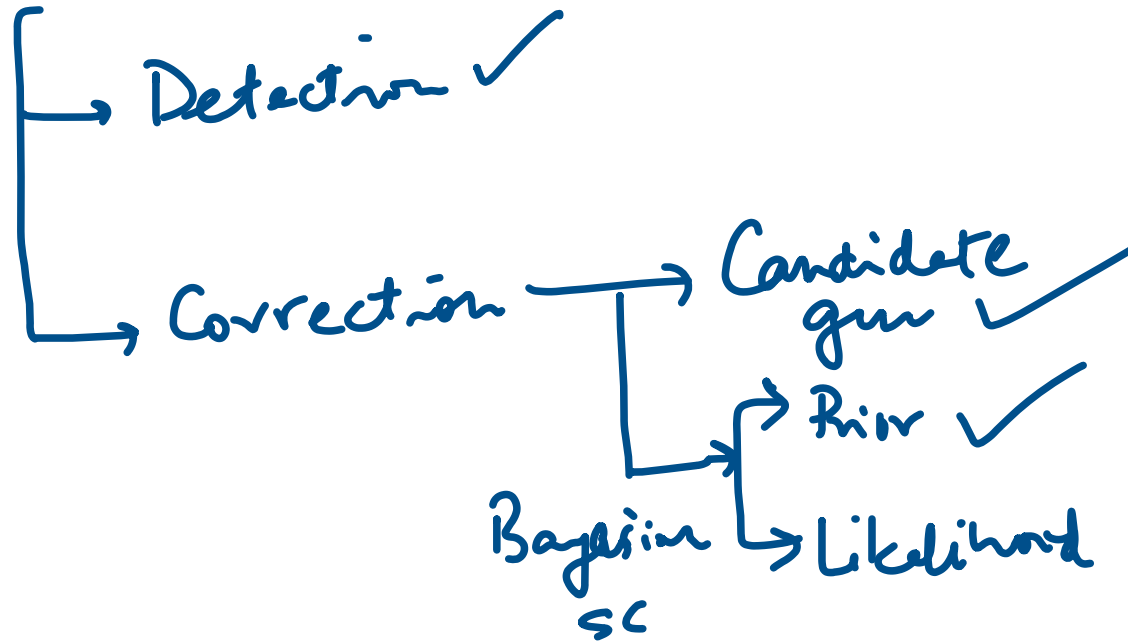 Detection ✓
Correction
Candidate
gen ✓
Prior ✓
Bayesian
SC
Likelihood